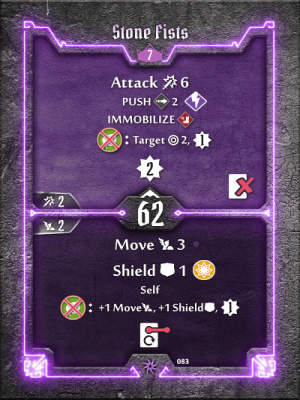 Stone Fists
7
Attack 6
PUSH 2
IMMOBILIZE
: Target 2, 1
2
2
62
2
Move 3
Shield 1
Self
: +1 Move, +1 Shield, 1
083